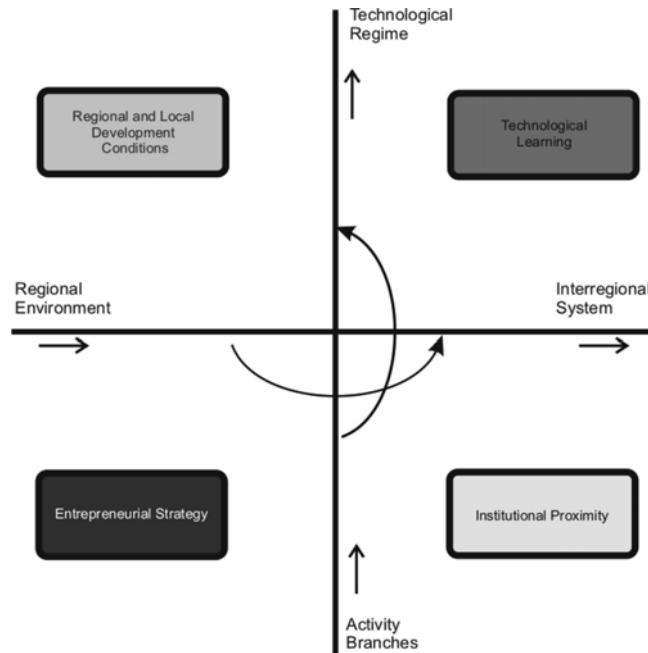 Technological
Regime
Regional and Local
Development
Conditions
Technological
Learning
Regional
Environment
Interregional
System
Entrepreneurial Strategy
Institutional Proximity
Activity
Branches